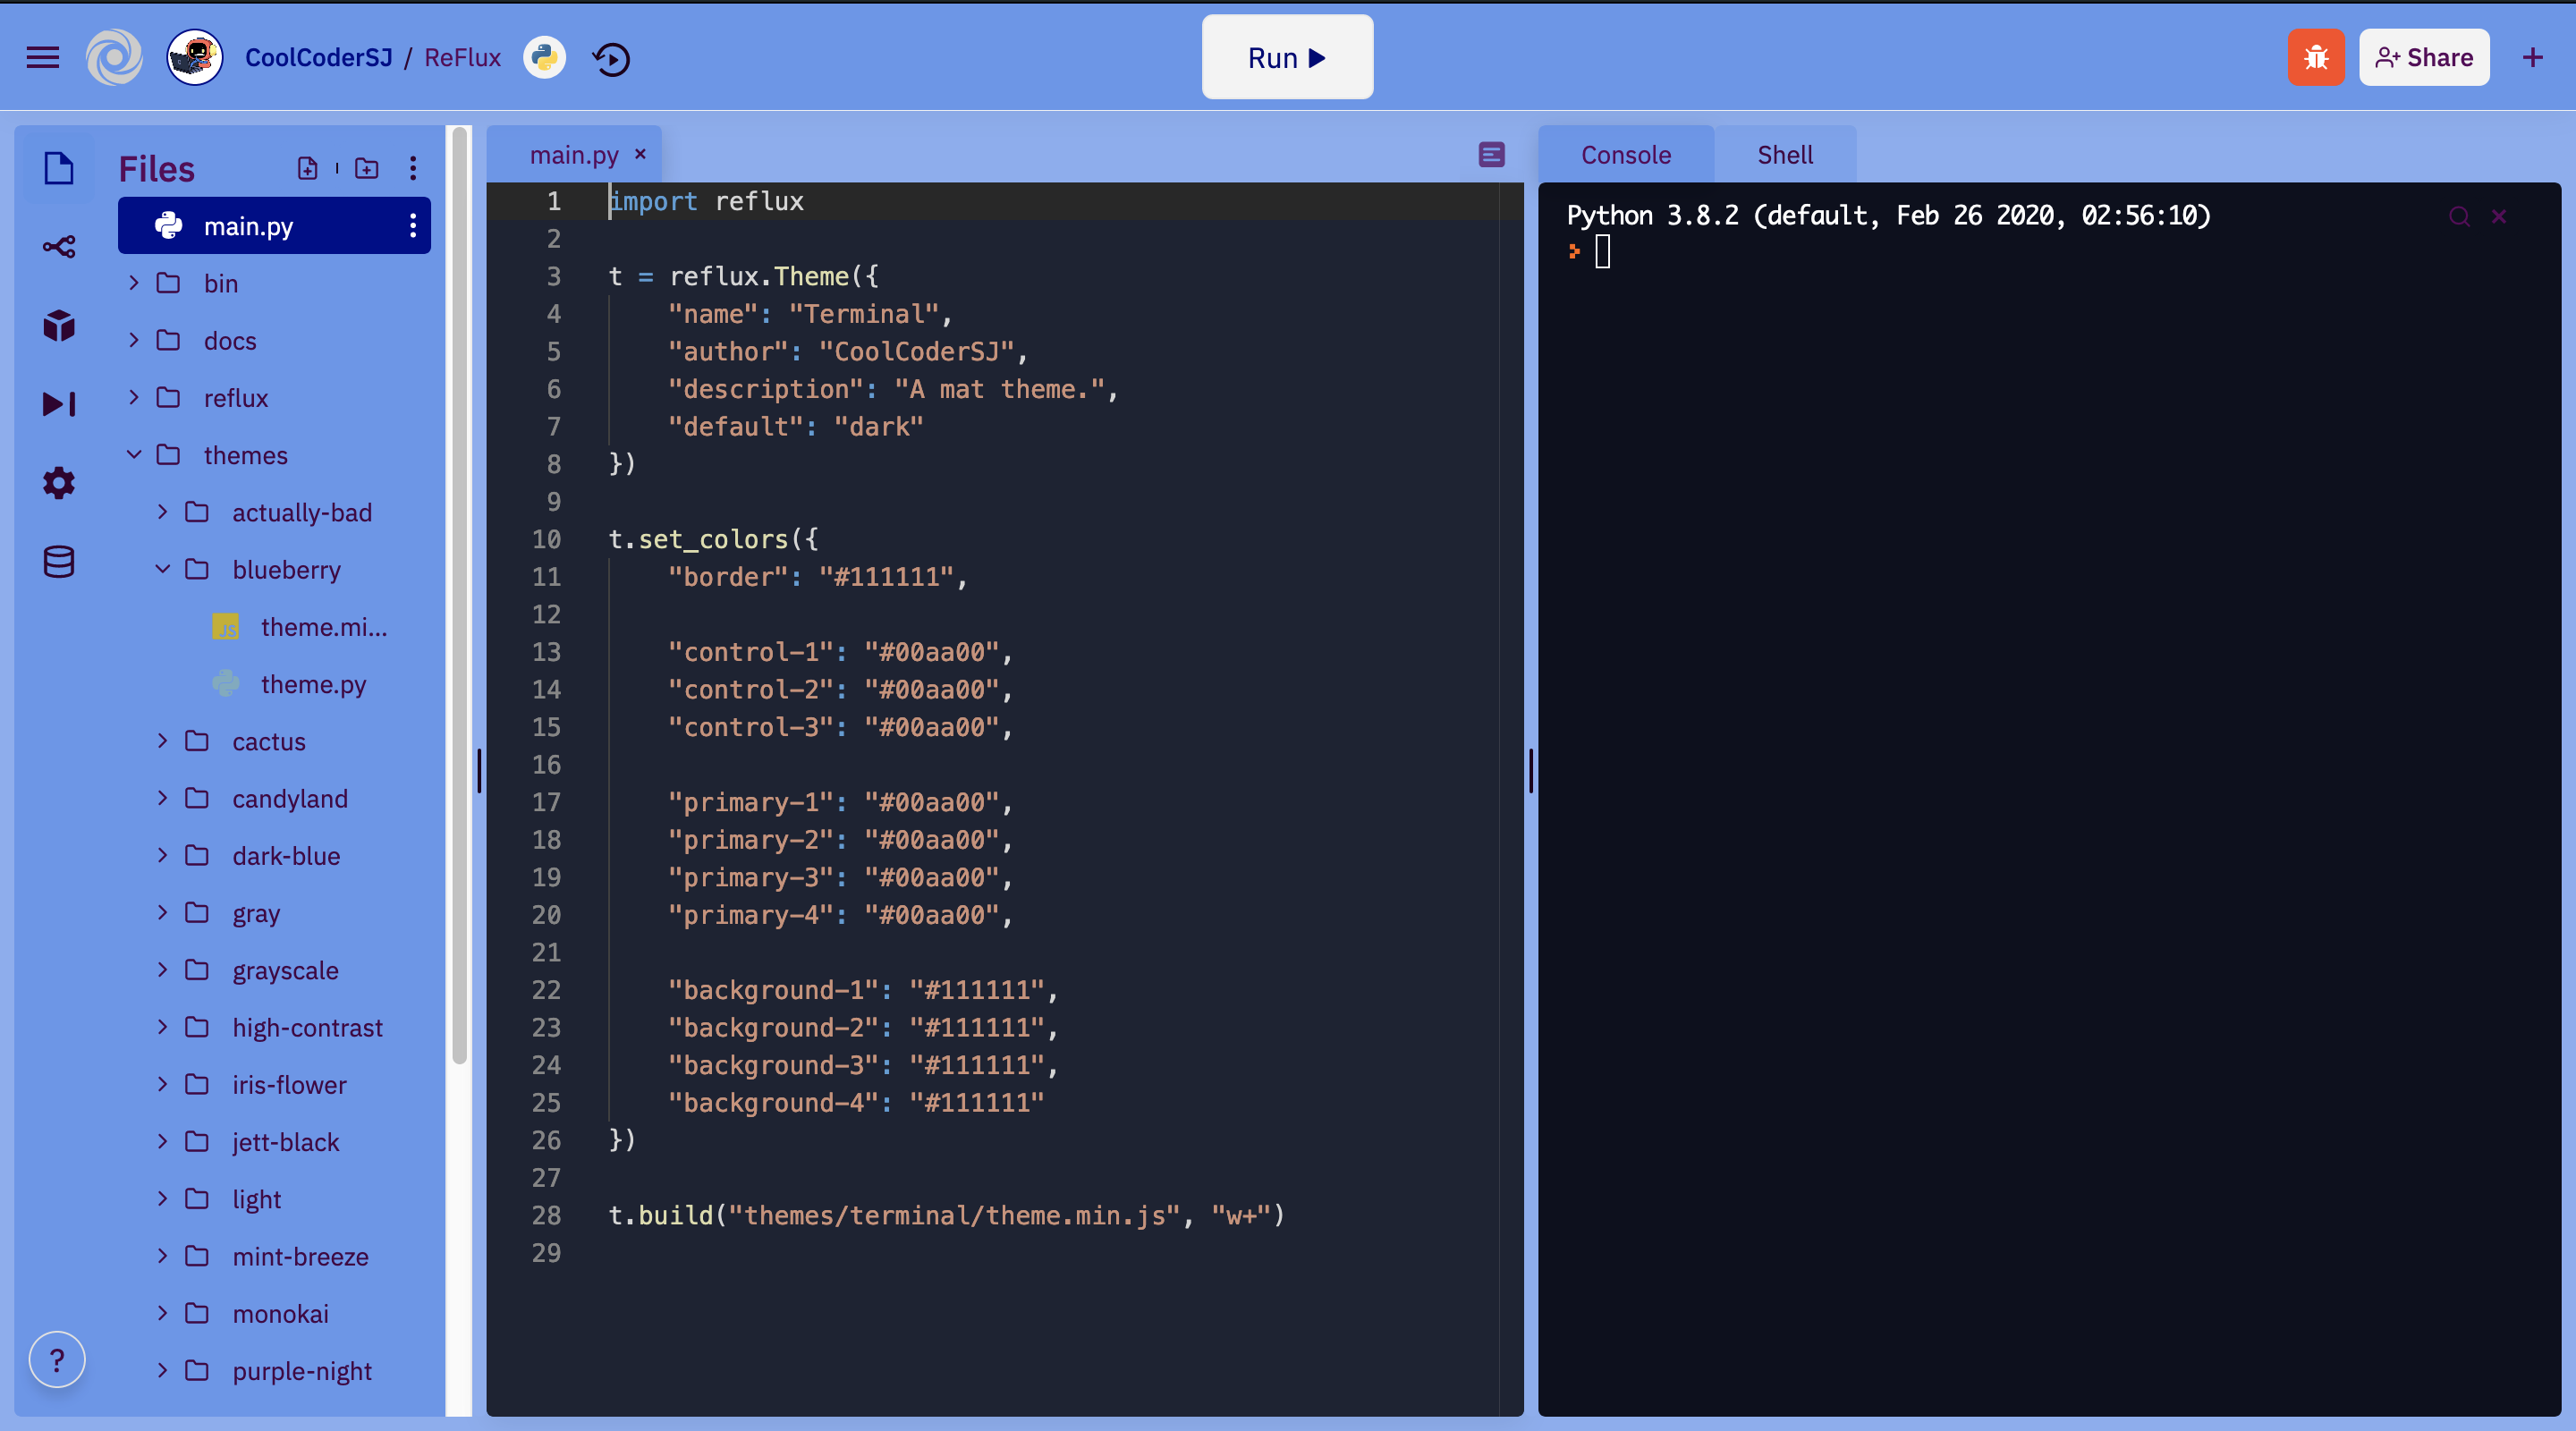 CoolCoderSJ / ReFlux
Run
Share
Files
main.py
bin
docs
reflux
themes
actually-bad
blueberry
JS theme.mi...
theme.py
cactus
candyland
dark-blue
gray
grayscale
high-contrast
iris-flower
jett-black
light
mint-breeze
monokai
purple-night
?
main.py
1 import reflux
2
3 t = reflux.Theme({
4 "name": "Terminal",
5 "author": "CoolCoderSJ",
6 "description": "A mat theme.",
7 "default": "dark"
8 })
9
10 t.set_colors({
11 "border": "#111111",
12
13 "control-1": "#00aa00",
14 "control-2": "#00aa00",
15 "control-3": "#00aa00",
16
17 "primary-1": "#00aa00",
18 "primary-2": "#00aa00",
19 "primary-3": "#00aa00",
20 "primary-4": "#00aa00",
21
22 "background-1": "#111111",
23 "background-2": "#111111",
24 "background-3": "#111111",
25 "background-4": "#111111"
26 })
27
28 t.build("themes/terminal/theme.min.js", "w+")
29
Console Shell
Python 3.8.2 (default, Feb 26 2020, 02:56:10)